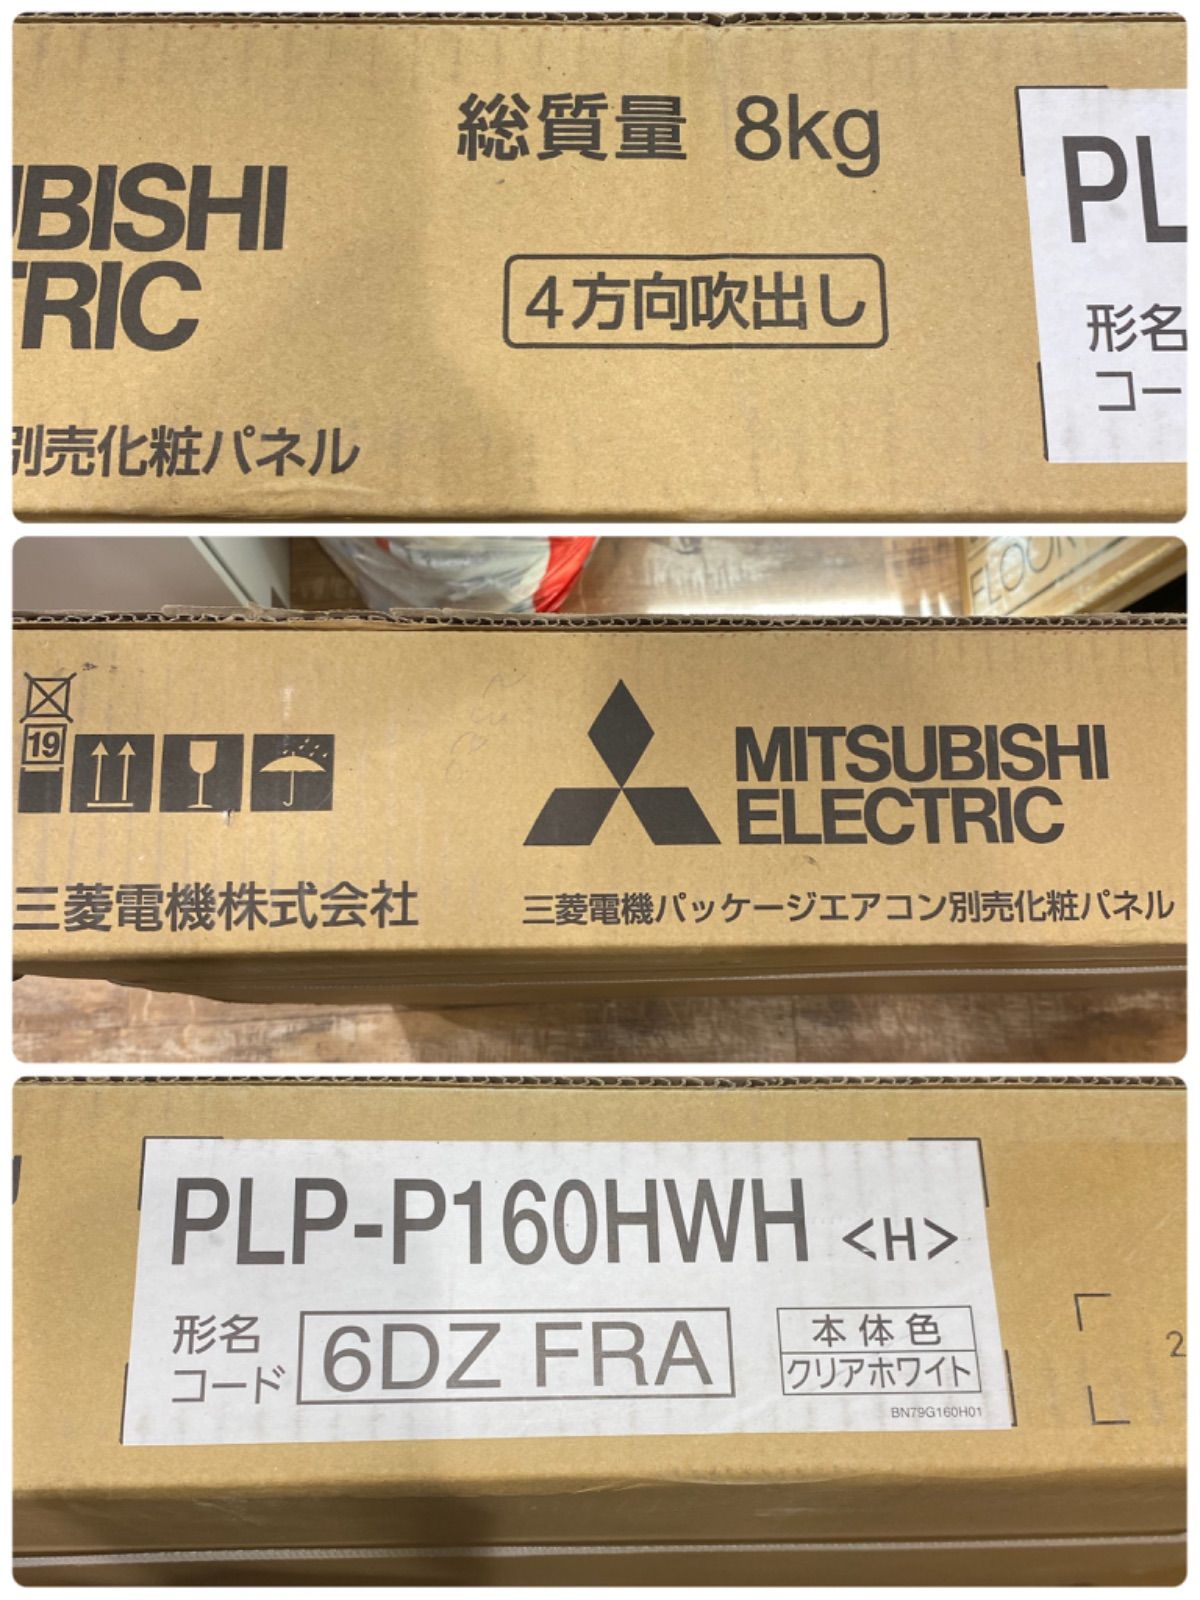 総質量 8kg
UBISHI
TRIC
4方向吹出し
別売化粧パネル
PL
形名
コー
FLOOR
19
MITSUBISHI
ELECTRIC
三菱電機株式会社
三菱電機パッケージエアコン別売化粧パネル
PLP-P160HWH <H>
形名
コード
6DZ FRA
本体色
クリアホワイト
BN79G160H01
2